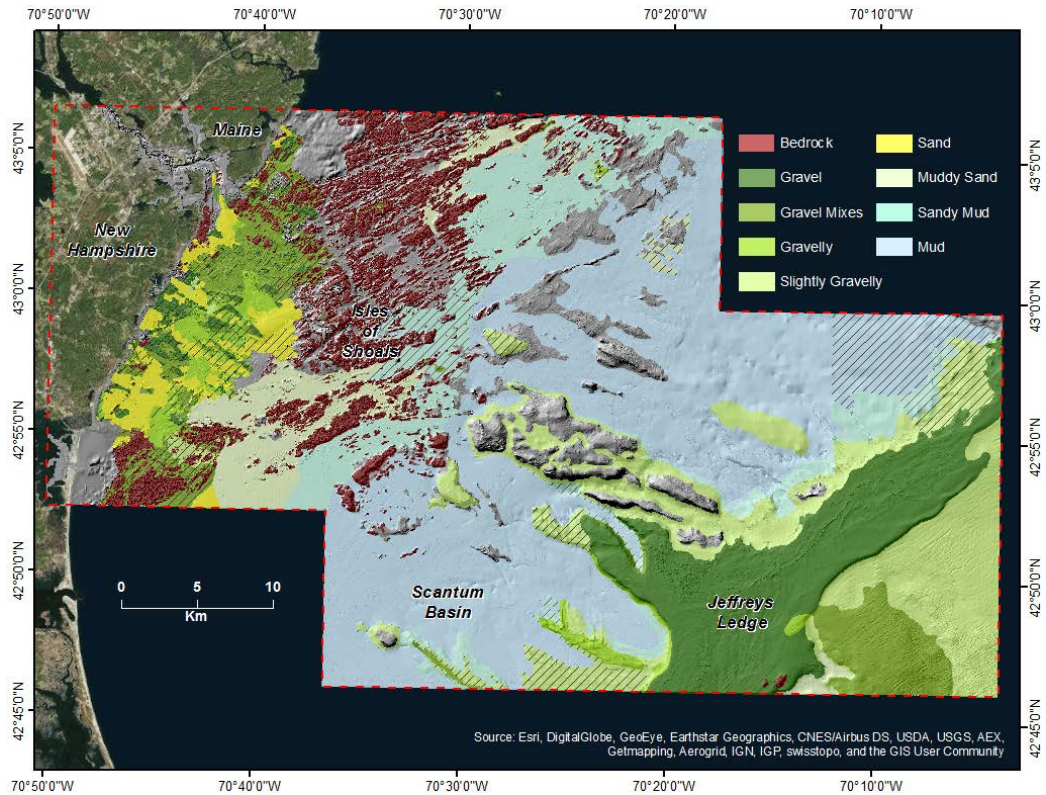 70°50'0"W
70°40'0"W
70°30'0"W
70°20'0"W
70°10'0"W
43°5'0"N
43°0'0"N
42°55'0"N
42°50'0"N
42°45'0"N
43°5'0"N
43°0'0"N
42°55'0"N
42°50'0"N
42°45'0"N
Maine
New
Hampshire
Isles
of
Shoals
Scantum
Basin
Jeffreys
Ledge
Bedrock
Gravel
Gravel Mixes
Gravelly
Slightly Gravelly
Sand
Muddy Sand
Sandy Mud
Mud
0 5 10
Km
Source: Esri, DigitalGlobe, GeoEye, Earthstar Geographics, CNES/Airbus DS, USDA, USGS, AEX,
Getmapping, Aerogrid, IGN, IGP, swisstopo, and the GIS User Community
70°50'0"W
70°40'0"W
70°30'0"W
70°20'0"W
70°10'0"W